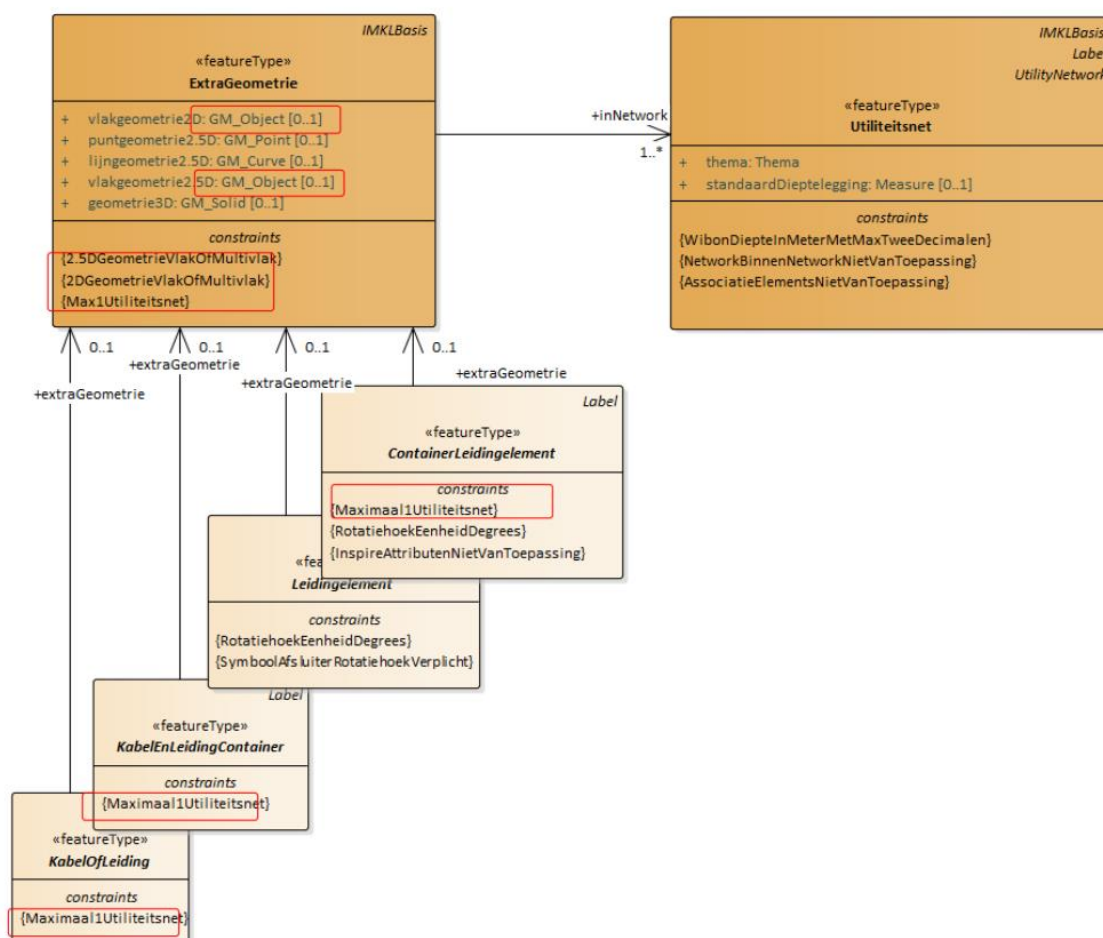 IMKLBasis
«featureType»
ExtraGeometrie
+ vlakgeometrie2D: GM_Object [0..1]
+ puntgeometrie2.5D: GM_Point [0..1]
+ lijngeometrie2.5D: GM_Curve [0..1]
+ vlakgeometrie2.5D: GM_Object [0..1]
+ geometrie3D: GM_Solid [0..1]
constraints
{2.5DGeometrieVlakOfMultivlak}
{2DGeometrieVlakOfMultivlak}
{Max1Utiliteitsnet}
+inNetwork
1..*
IMKLBasis
Label
UtilityNetwork
«featureType»
Utiliteitsnet
+ thema: Thema
+ standaardDieptelegging: Measure [0..1]
constraints
{WibonDiepteInMeterMetMaxTweeDecimalen}
{NetworkBinnenNetworkNietVanToepassing}
{AssociatieElementsNietVanToepassing}
0..1
0..1
0..1
0..1
+extraGeometrie
+extraGeometrie
+extraGeometrie
+extraGeometrie
Label
«featureType»
ContainerLeidingelement
constraints
{Maximaal1Utiliteitsnet}
{RotatiehoekEenheidDegrees}
{InspireAttributenNietVanToepassing}
«fea
Leidingelement
constraints
{RotatiehoekEenheidDegrees}
{SymboolAfsluiterRotatiehoekVerplicht}
Label
«featureType»
KabelEnLeidingContainer
constraints
{Maximaal1Utiliteitsnet}
«featureType»
KabelOfLeiding
constraints
{Maximaal1Utiliteitsnet}